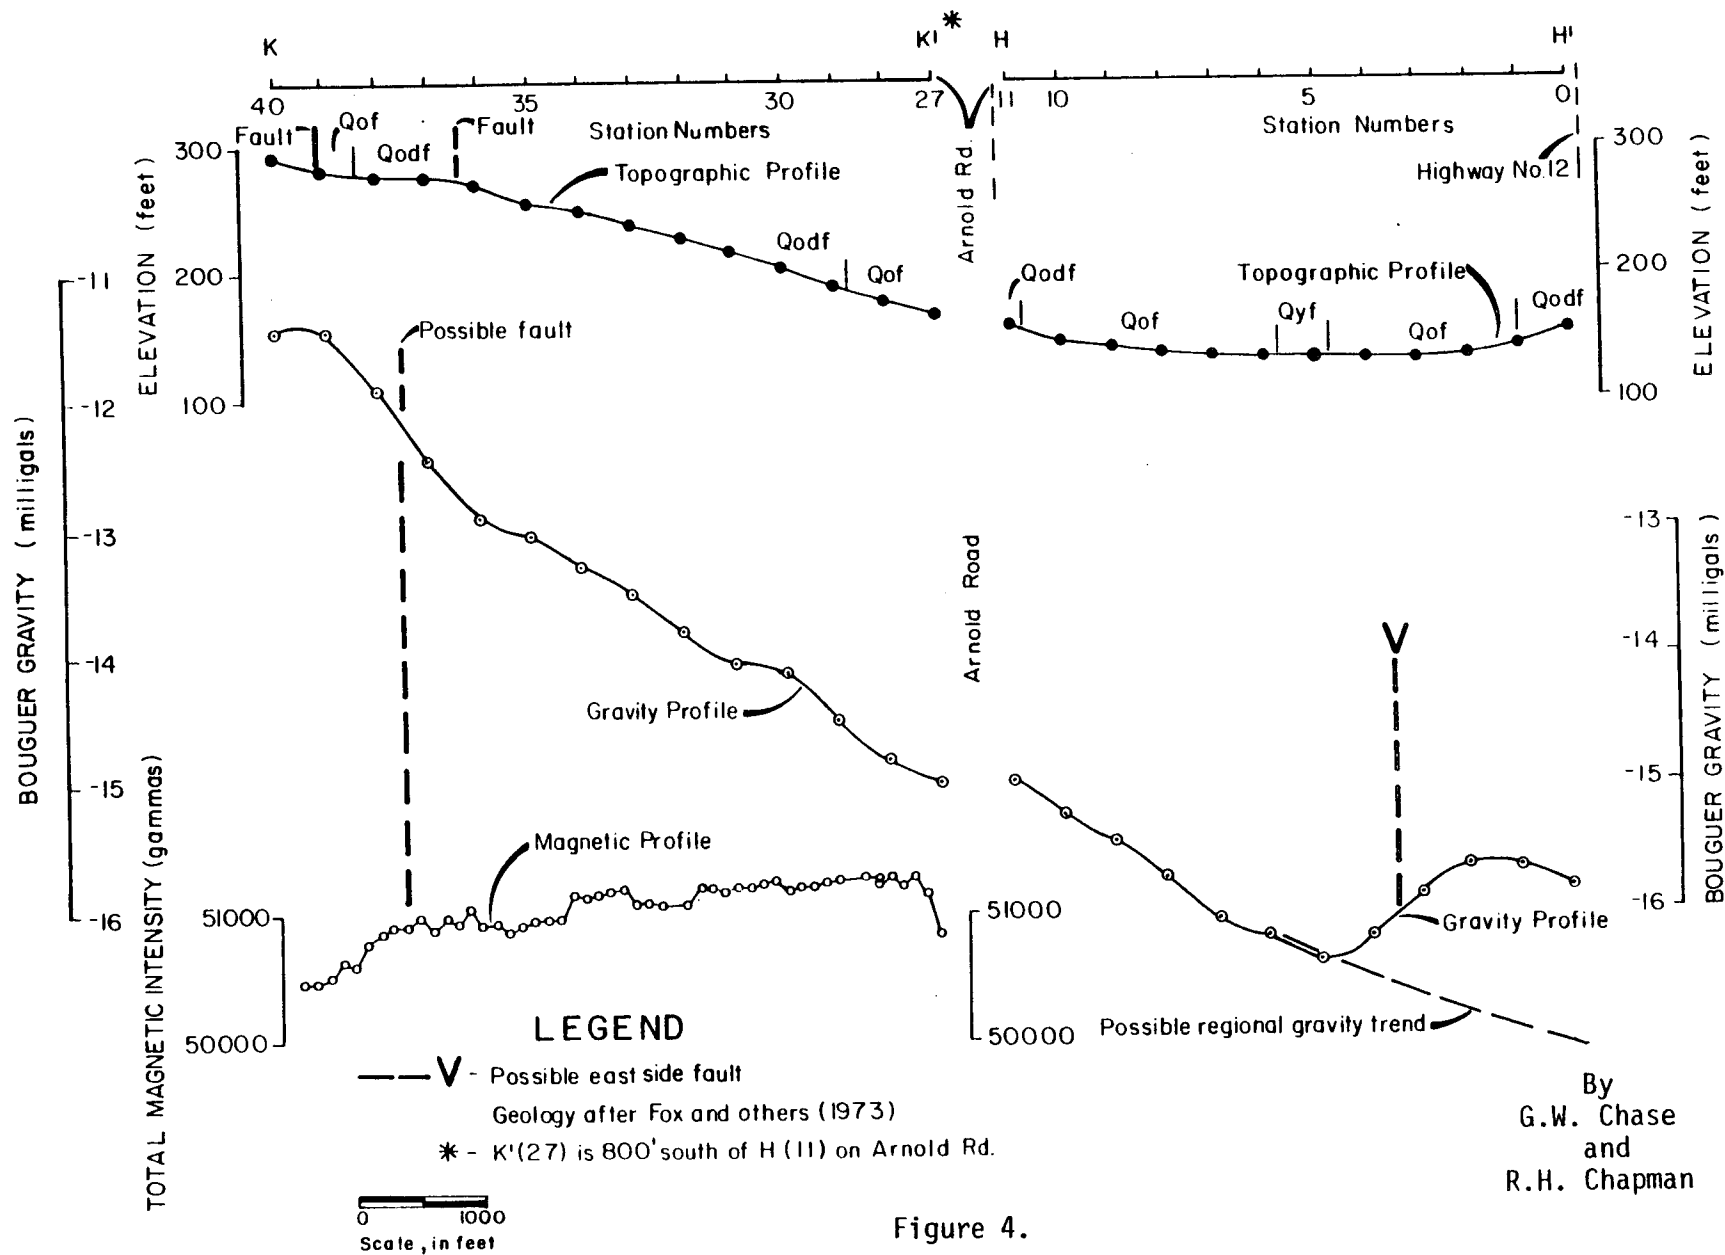 K
K' *
H
H'
40
35
30
27
11
10
5
0
Fault
Qof
Qodf
Fault
Station Numbers
Topographic Profile
Qodf
Qof
Arnold Rd.
Station Numbers
Highway No. 12
Qodf
Qof
Qyf
Topographic Profile
Qof
Qodf
300
200
100
ELEVATION (feet)
300
200
100
ELEVATION (feet)
-11
-12
-13
-14
-15
-16
BOUGUER GRAVITY (milligals)
Possible fault
Gravity Profile
Arnold Road
-13
-14
-15
-16
BOUGUER GRAVITY (milligals)
V
Gravity Profile
Possible regional gravity trend
Magnetic Profile
51000
50000
TOTAL MAGNETIC INTENSITY (gammas)
51000
50000
LEGEND
V - Possible east side fault
Geology after Fox and others (1973)
* - K'(27) is 800' south of H (11) on Arnold Rd.
0 1000
Scale, in feet
By
G.W. Chase
and
R.H. Chapman
Figure 4.